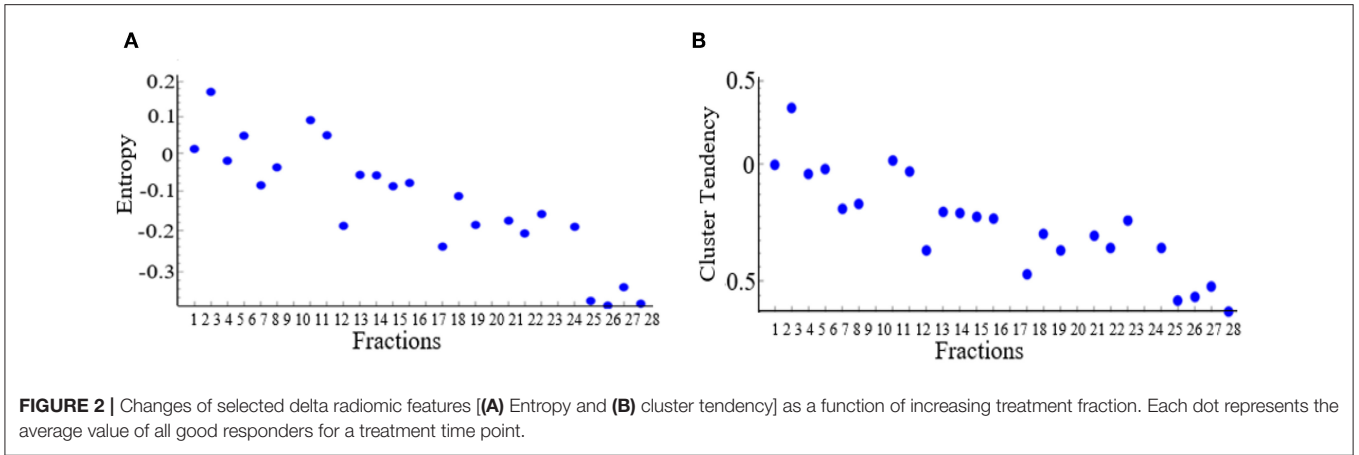 A
B
0.2
0.1
0
-0.1
-0.2
-0.3
Entropy
1 2 3 4 5 6 7 8 9 10 11 12 13 14 15 16 17 18 19 20 21 22 23 24 25 26 27 28
Fractions
0.5
0
0.5
Cluster Tendency
1 2 3 4 5 6 7 8 9 10 11 12 13 14 15 16 17 18 19 20 21 22 23 24 25 26 27 28
Fractions
FIGURE 2 | Changes of selected delta radiomic features [(A) Entropy and (B) cluster tendency] as a function of increasing treatment fraction. Each dot represents the
average value of all good responders for a treatment time point.